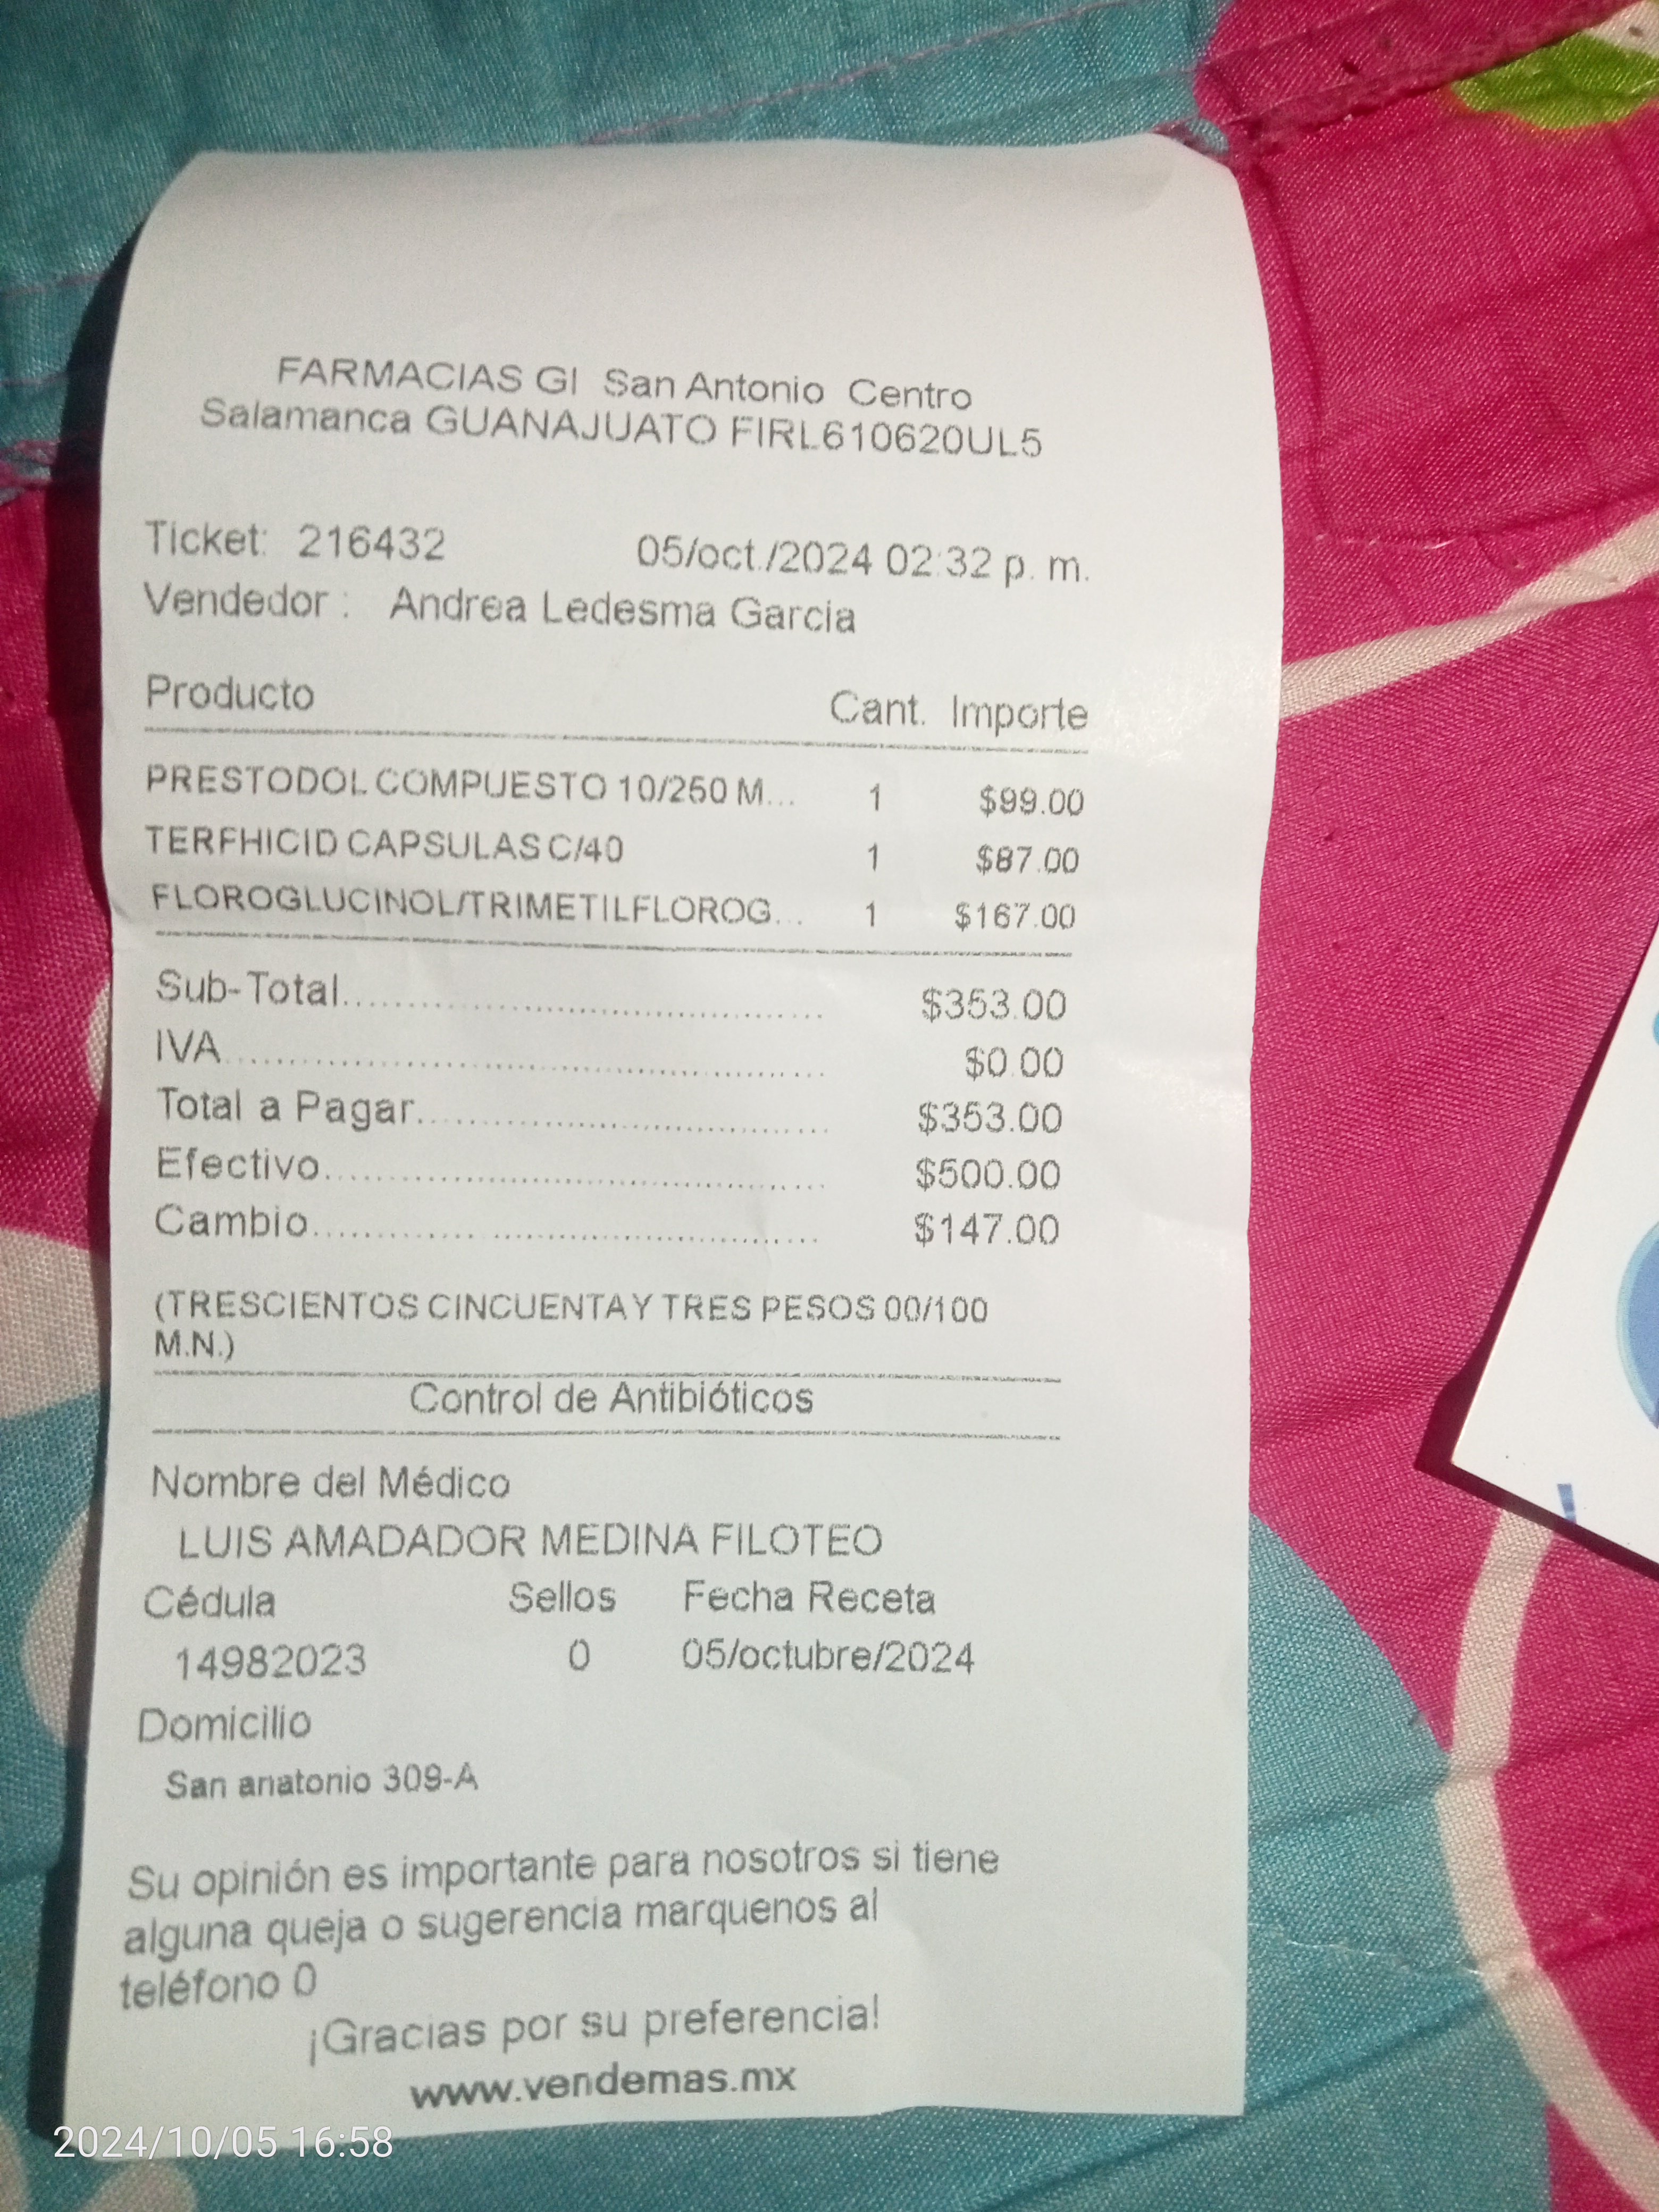 FARMACIAS GI San Antonio Centro
Salamanca GUANAJUATO FIRL610620UL5
Ticket: 216432 05/oct./2024 02:32 p. m.
Vendedor : Andrea Ledesma Garcia
Producto Cant. Importe
PRESTODOL COMPUESTO 10/250 M... 1 $99.00
TERFHICID CAPSULAS C/40 1 $87.00
FLOROGLUCINOL/TRIMETILFLOROG... 1 $167.00
Sub-Total.......... $353.00
IVA.......... $0.00
Total a Pagar.......... $353.00
Efectivo.......... $500.00
Cambio.......... $147.00
(TRESCIENTOS CINCUENTA Y TRES PESOS 00/100
M.N.)
Control de Antibióticos
Nombre del Médico
LUIS AMADADOR MEDINA FILOTEO
Cédula Sellos Fecha Receta
14982023 0 05/octubre/2024
Domicilio
San anatonio 309-A
Su opinión es importante para nosotros si tiene
alguna queja o sugerencia marquenos al
teléfono 0
¡Gracias por su preferencia!
www.vendemas.mx
2024/10/05 16:58